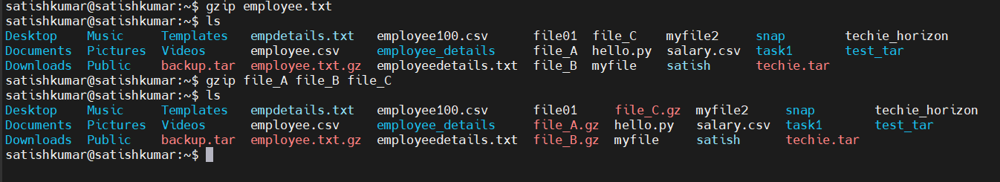 satishkumar@satishkumar:~$ gzip employee.txt
satishkumar@satishkumar:~$ ls
Desktop    Music     Templates   empdetails.txt   employee100.csv      file01  file_C    myfile2     snap        techie_horizon
Documents  Pictures  Videos      employee.csv     employee_details     file_A  hello.py  salary.csv  task1       test_tar
Downloads  Public    backup.tar  employee.txt.gz  employeedetails.txt  file_B  myfile    satish      techie.tar
satishkumar@satishkumar:~$ gzip file_A file_B file_C
satishkumar@satishkumar:~$ ls
Desktop    Music     Templates   empdetails.txt   employee100.csv      file01     file_C.gz  myfile2     snap        techie_horizon
Documents  Pictures  Videos      employee.csv     employee_details     file_A.gz  hello.py   salary.csv  task1       test_tar
Downloads  Public    backup.tar  employee.txt.gz  employeedetails.txt  file_B.gz  myfile     satish      techie.tar
satishkumar@satishkumar:~$